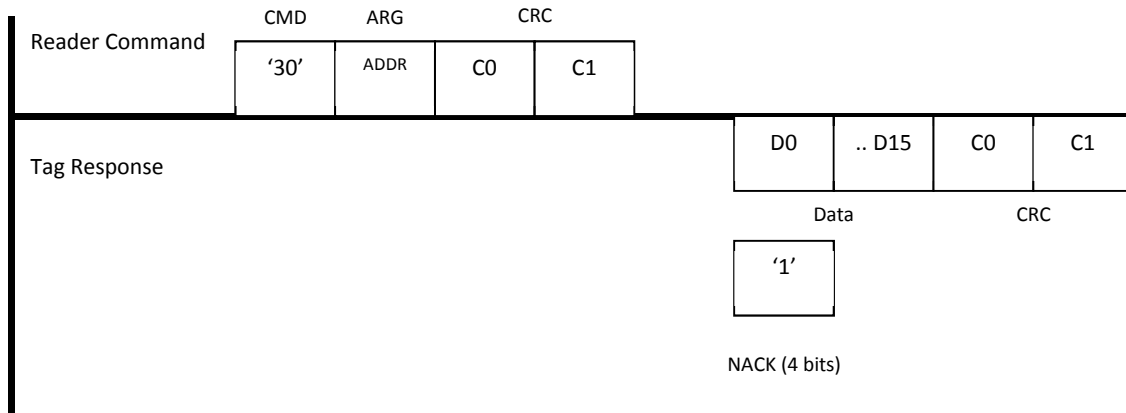 CMD ARG CRC
Reader Command
‘30’ ADDR C0 C1
Tag Response
D0 .. D15 C0 C1
Data CRC
‘1’
NACK (4 bits)